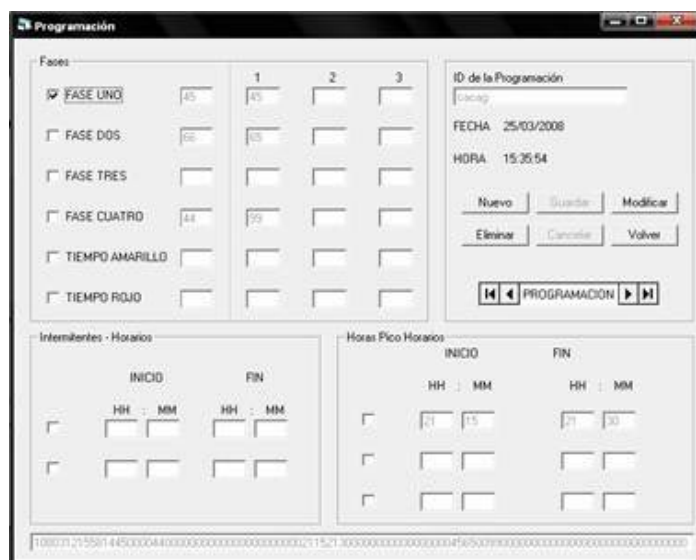 Programación
Fases
1 2 3
FASE UNO 45 45
FASE DOS 66 65
FASE TRES
FASE CUATRO 44 99
TIEMPO AMARILLO
TIEMPO ROJO
ID de la Programación
cacag
FECHA 25/03/2008
HORA 15:35:54
Nuevo Guardar Modificar
Eliminar Cancelar Volver
PROGRAMACION
Intermitentes - Horarios
INICIO FIN
HH : MM HH : MM
Horas Pico Horarios
INICIO FIN
HH : MM HH : MM
21 15 21 30